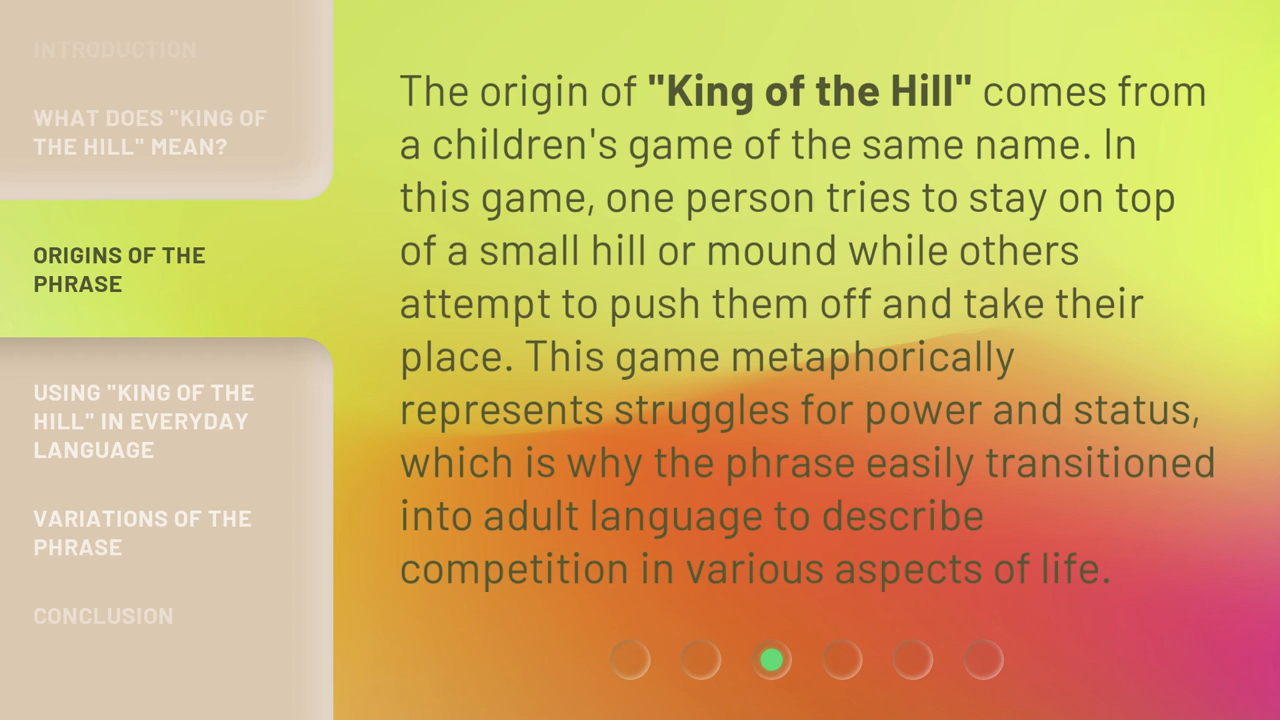 INTRODUCTION
WHAT DOES "KING OF
THE HILL" MEAN?
ORIGINS OF THE
PHRASE
USING "KING OF THE
HILL" IN EVERYDAY
LANGUAGE
VARIATIONS OF THE
PHRASE
CONCLUSION
The origin of "King of the Hill" comes from
a children's game of the same name. In
this game, one person tries to stay on top
of a small hill or mound while others
attempt to push them off and take their
place. This game metaphorically
represents struggles for power and status,
which is why the phrase easily transitioned
into adult language to describe
competition in various aspects of life.